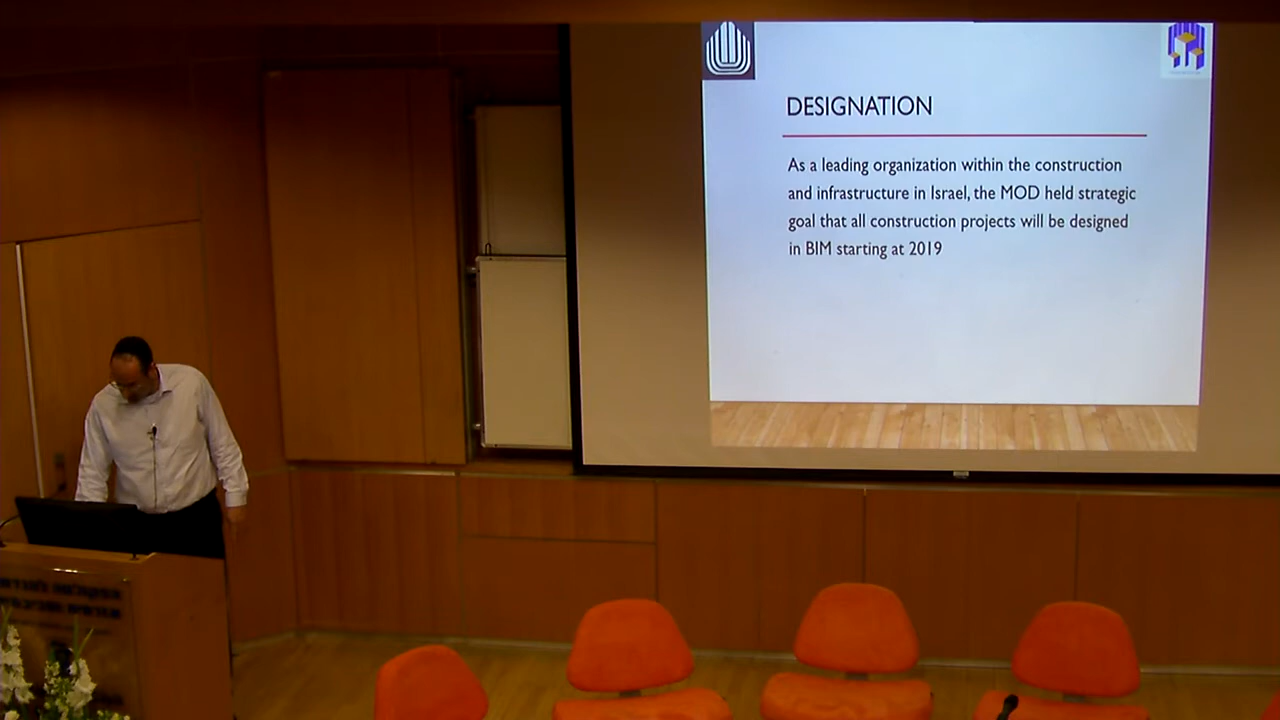 DESIGNATION
As a leading organization within the construction
and infrastructure in Israel, the MOD held strategic
goal that all construction projects will be designed
in BIM starting at 2019